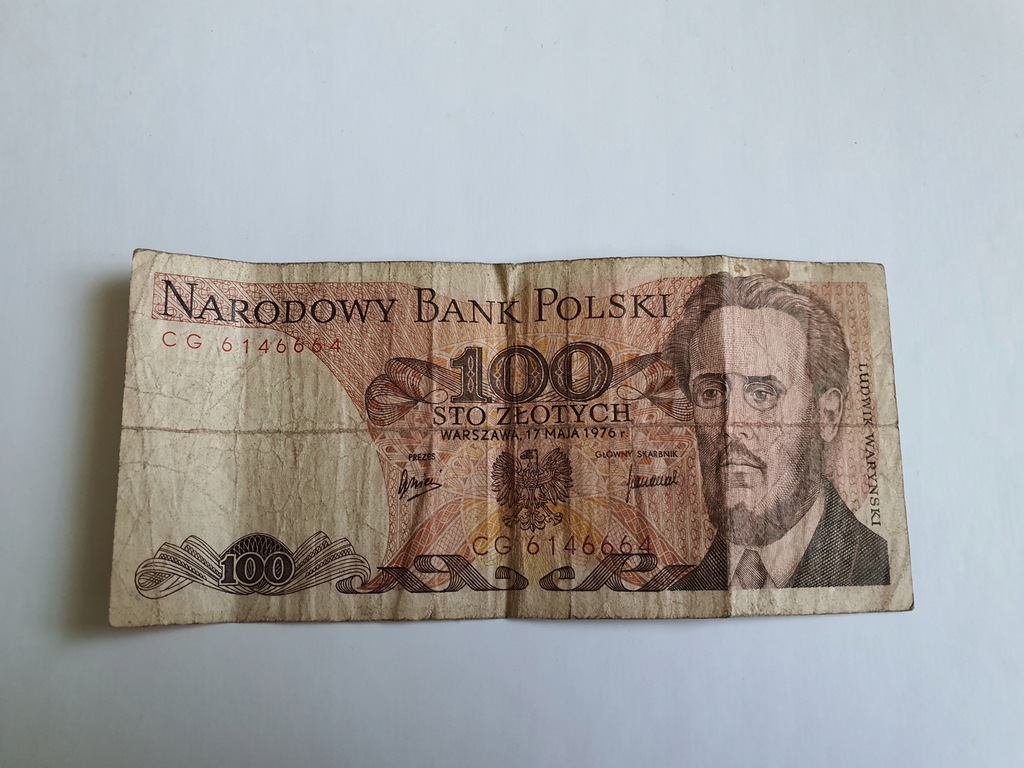 NARODOWY BANK POLSKI
CG 6146664
100
STO ZŁOTYCH
WARSZAWA, 17 MAJA 1976 r.
PREZES
GŁÓWNY SKARBNIK
CG 6146664
100
LUDWIK WARYŃSKI